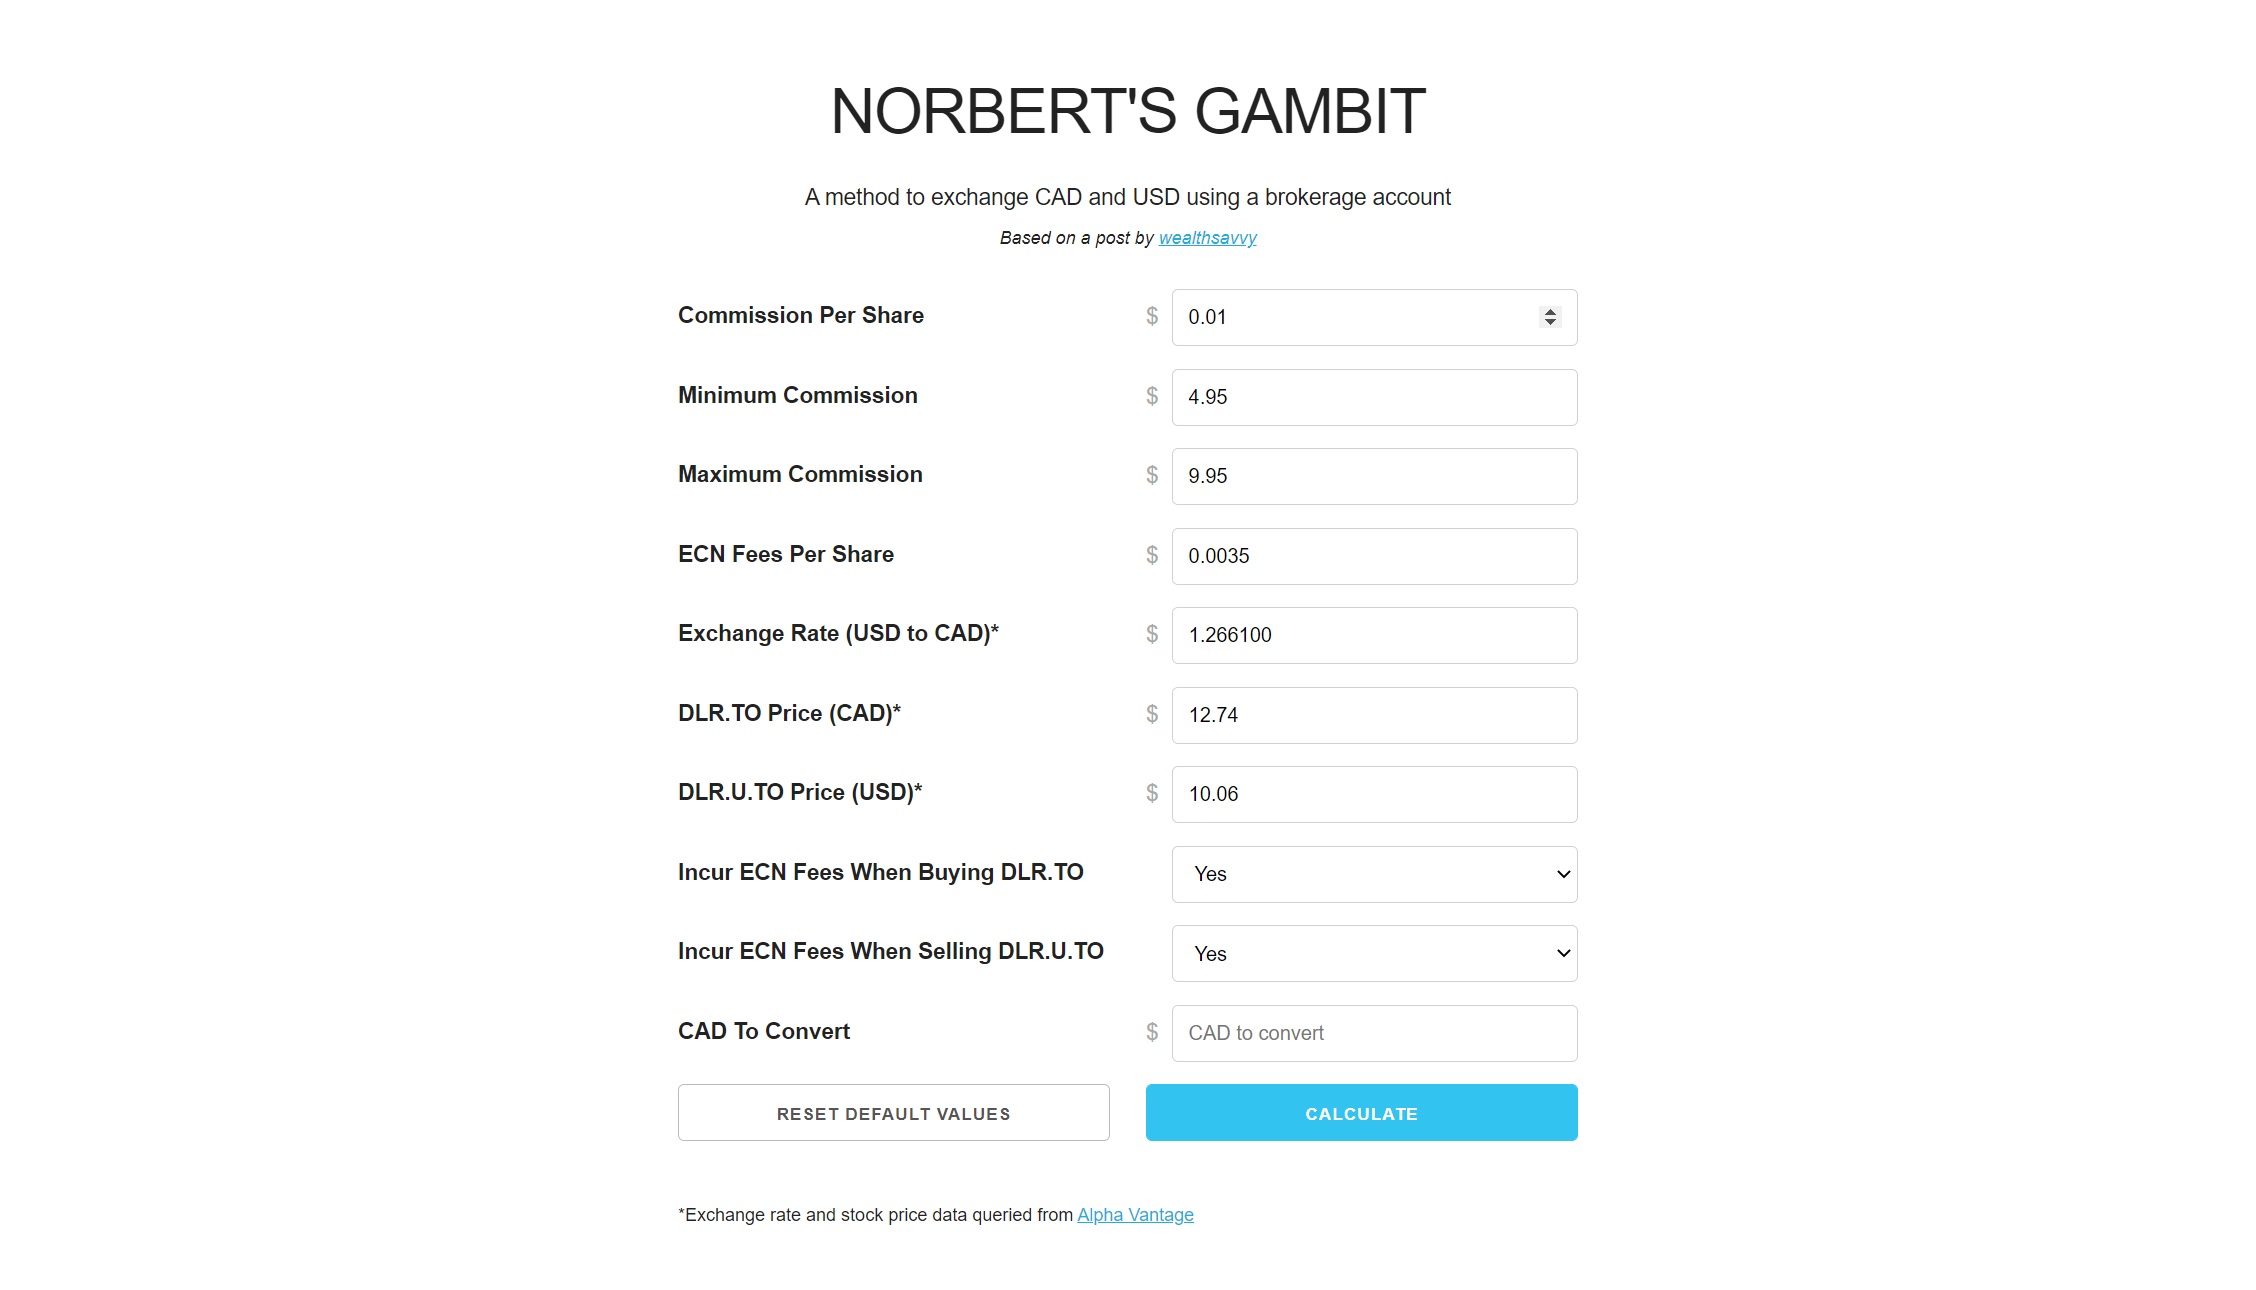 NORBERT'S GAMBIT
A method to exchange CAD and USD using a brokerage account
Based on a post by wealthsavvy
Commission Per Share $ 0.01
Minimum Commission $ 4.95
Maximum Commission $ 9.95
ECN Fees Per Share $ 0.0035
Exchange Rate (USD to CAD)* $ 1.266100
DLR.TO Price (CAD)* $ 12.74
DLR.U.TO Price (USD)* $ 10.06
Incur ECN Fees When Buying DLR.TO Yes
Incur ECN Fees When Selling DLR.U.TO Yes
CAD To Convert $ CAD to convert
RESET DEFAULT VALUES CALCULATE
*Exchange rate and stock price data queried from Alpha Vantage